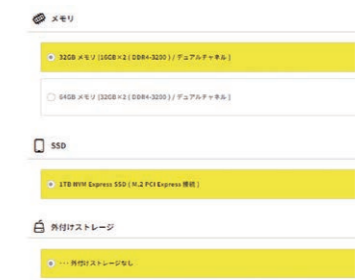 メモリ
32GB メモリ [16GB×2 ( DDR4-3200 ) / デュアルチャネル ]
64GB メモリ [32GB×2 ( DDR4-3200 ) / デュアルチャネル ]
SSD
1TB NVM Express SSD ( M.2 PCI Express 接続 )
外付けストレージ
・・・ 外付けストレージなし